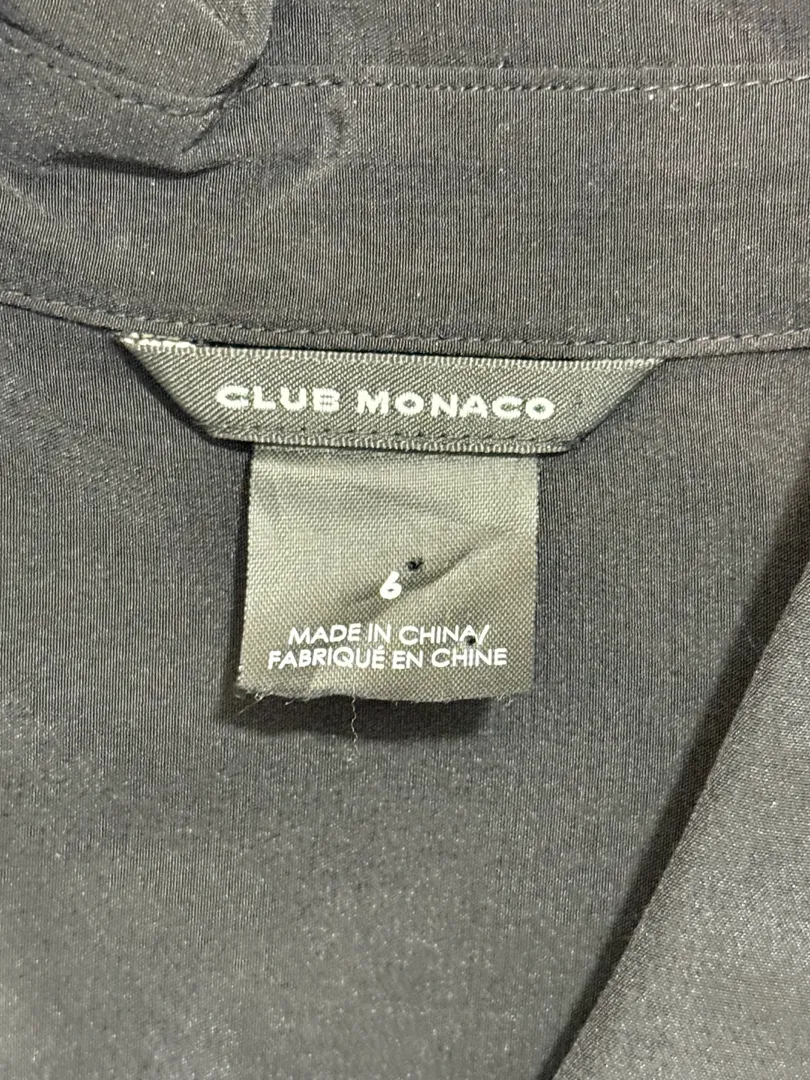 CLUB MONACO
6
MADE IN CHINA/
FABRIQUÉ EN CHINE